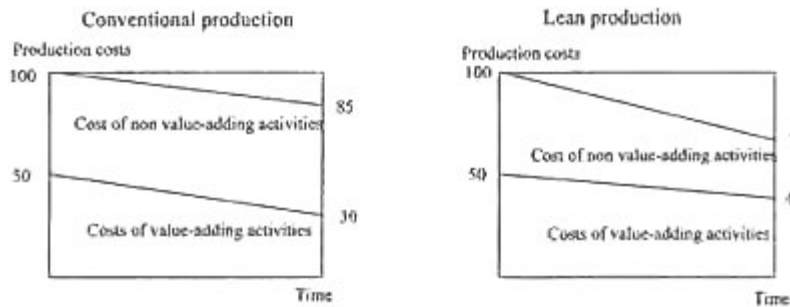 Conventional production
Production costs
100
85
Cost of non value-adding activities
50
30
Costs of value-adding activities
Time
Lean production
Production costs
100
Cost of non value-adding activities
50
Costs of value-adding activities
Time